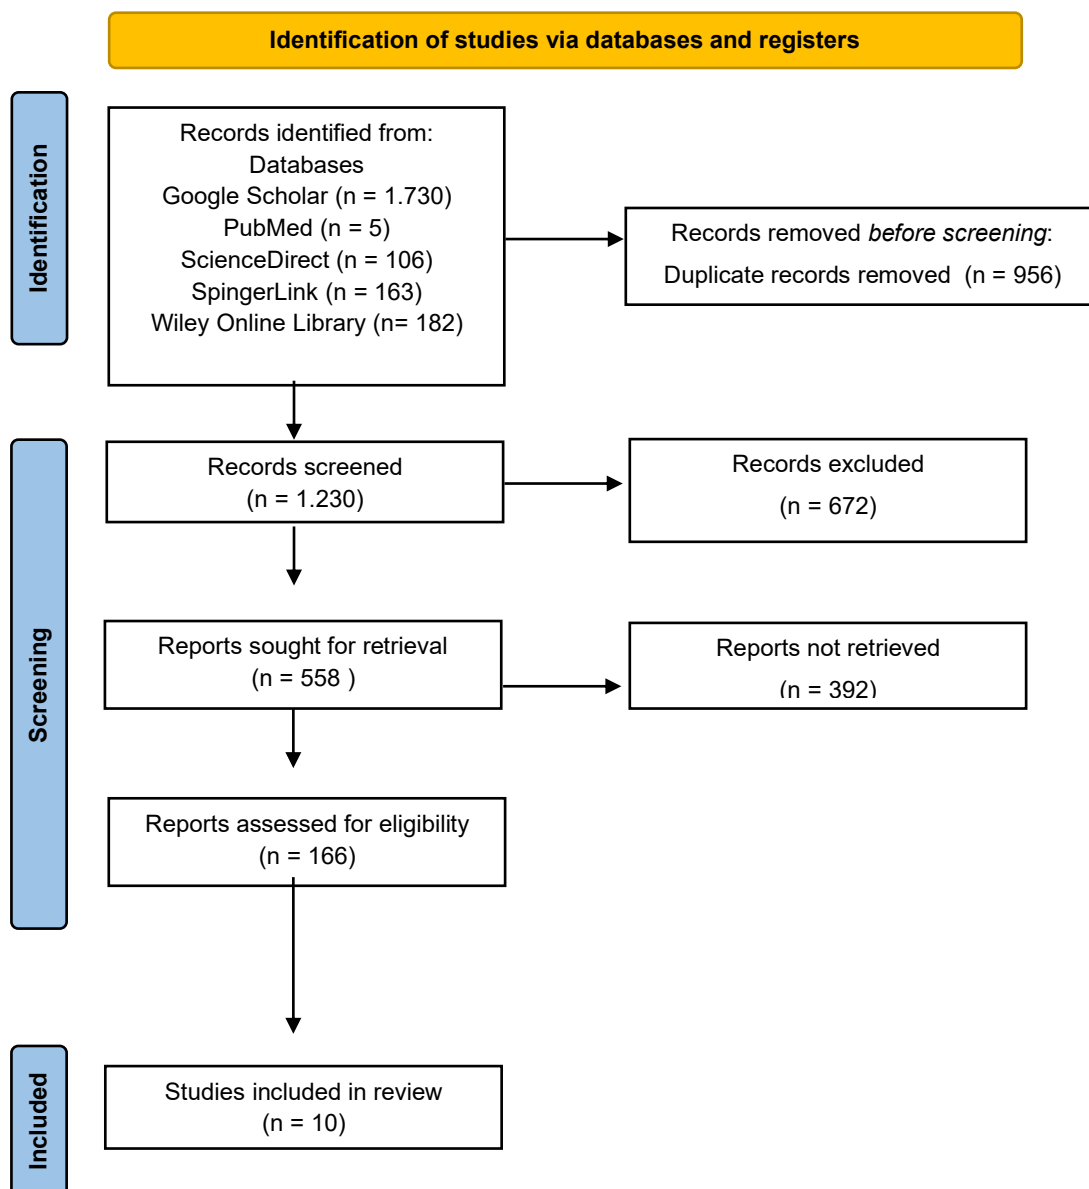 Identification of studies via databases and registers
Identification
Records identified from:
Databases
Google Scholar (n = 1.730)
PubMed (n = 5)
ScienceDirect (n = 106)
SpingerLink (n = 163)
Wiley Online Library (n= 182)
Records removed before screening:
Duplicate records removed (n = 956)
Screening
Records screened
(n = 1.230)
Records excluded
(n = 672)
Reports sought for retrieval
(n = 558 )
Reports not retrieved
(n = 392)
Reports assessed for eligibility
(n = 166)
Included
Studies included in review
(n = 10)